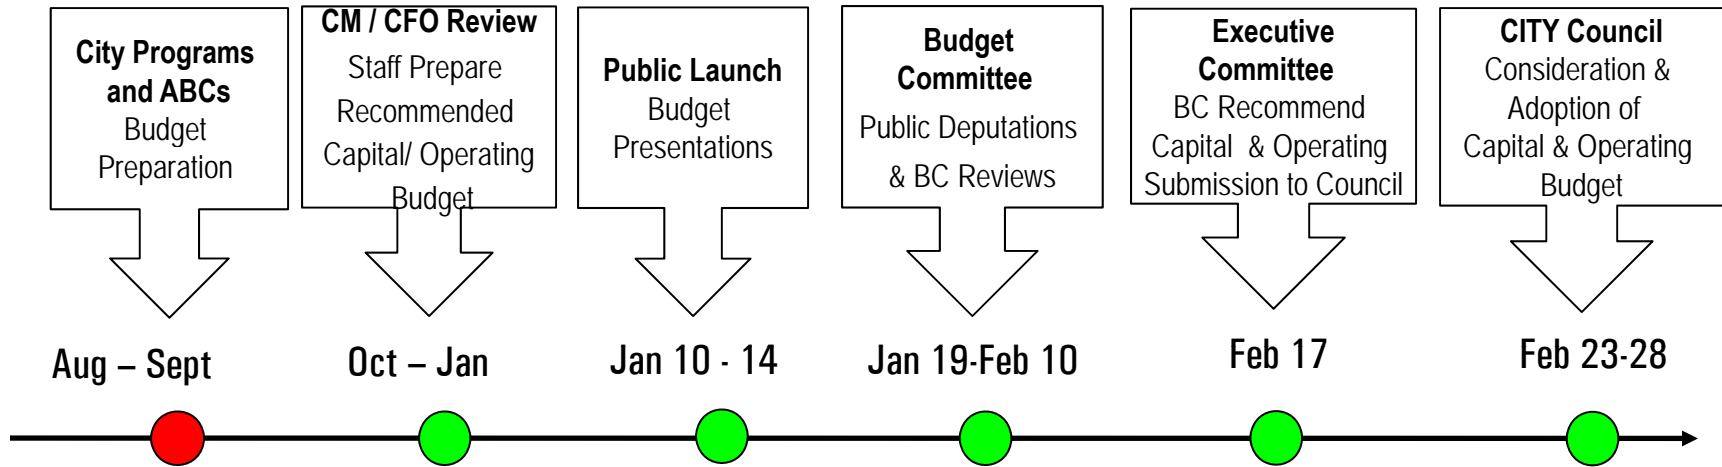 City Programs
and ABCs
Budget
Preparation
CM / CFO Review
Staff Prepare
Recommended
Capital/ Operating
Budget
Public Launch
Budget
Presentations
Budget
Committee
Public Deputations
& BC Reviews
Executive
Committee
BC Recommend
Capital & Operating
Submission to Council
CITY Council
Consideration &
Adoption of
Capital & Operating
Budget
Aug – Sept
Oct – Jan
Jan 10 - 14
Jan 19-Feb 10
Feb 17
Feb 23-28